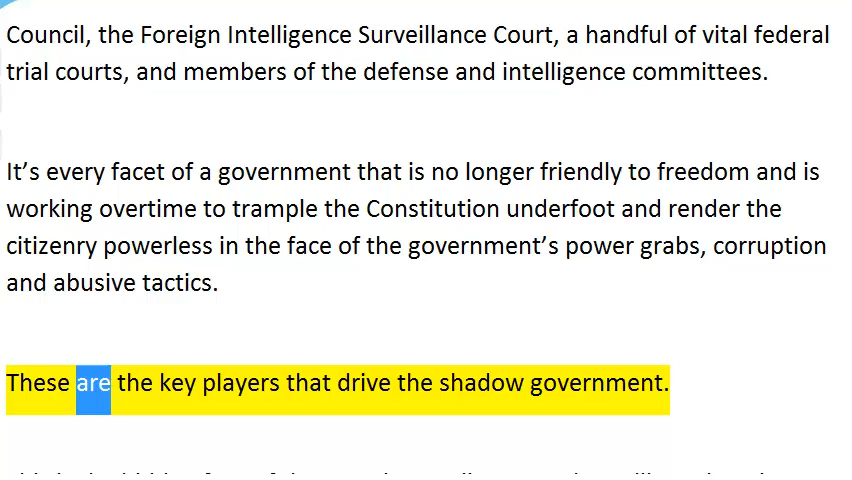 Council, the Foreign Intelligence Surveillance Court, a handful of vital federal
trial courts, and members of the defense and intelligence committees.
It’s every facet of a government that is no longer friendly to freedom and is
working overtime to trample the Constitution underfoot and render the
citizenry powerless in the face of the government’s power grabs, corruption
and abusive tactics.
These are the key players that drive the shadow government.